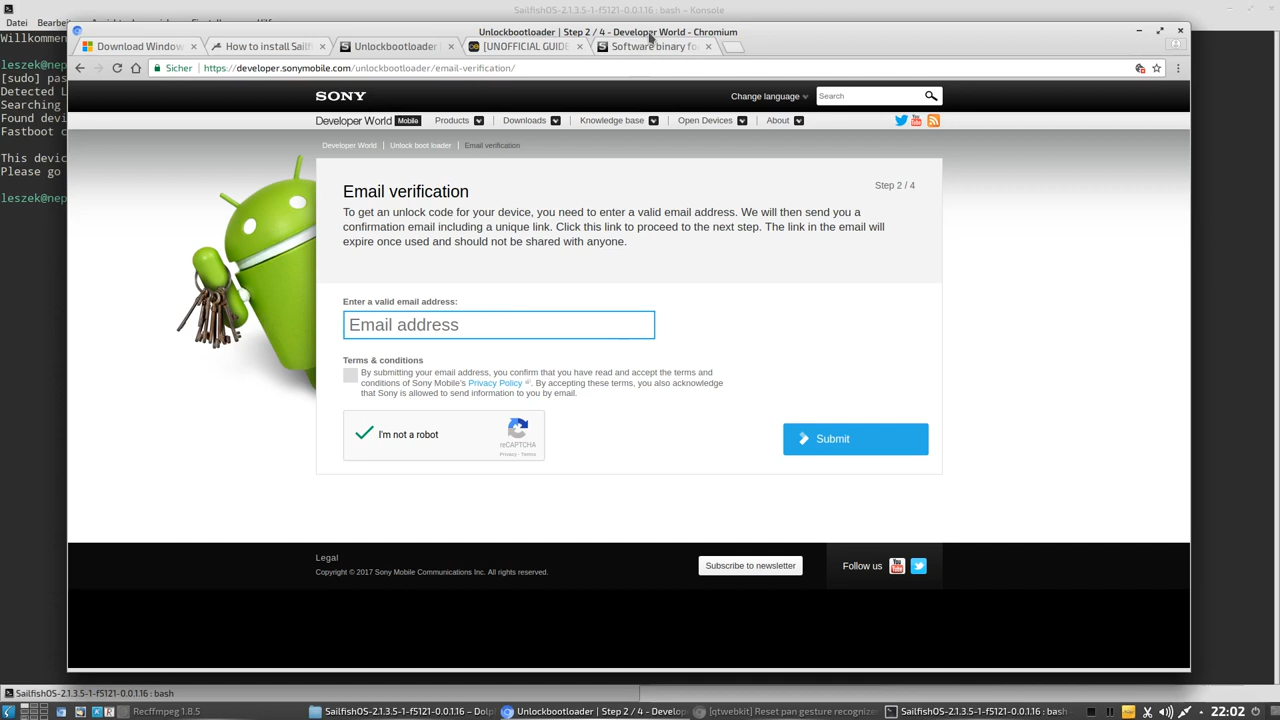 SailfishOS-2.1.3.5-1-f5121-0.0.1.16 : bash – Konsole
Datei Bearbeite
Unlockbootloader | Step 2 / 4 - Developer World - Chromium
Willkommen
Download Window
How to install Sailf
Unlockbootloader |
[UNOFFICIAL GUIDE
Software binary fo
leszek@nep
Sicher
https://developer.sonymobile.com/unlockbootloader/email-verification/
[sudo] pas
Detected L
Searching
Found devi
Fastboot c
This devic
Please go
leszek@nep
SONY
Change language
Search
Developer World Mobile
Products
Downloads
Knowledge base
Open Devices
About
Developer World
Unlock boot loader
Email verification
Email verification
Step 2 / 4
To get an unlock code for your device, you need to enter a valid email address. We will then send you a
confirmation email including a unique link. Click this link to proceed to the next step. The link in the email will
expire once used and should not be shared with anyone.
Enter a valid email address:
Email address
Terms & conditions
By submitting your email address, you confirm that you have read and accept the terms and
conditions of Sony Mobile's Privacy Policy . By accepting these terms, you also acknowledge
that Sony is allowed to send information to you by email.
I'm not a robot
reCAPTCHA
Privacy - Terms
Submit
Legal
Copyright © 2017 Sony Mobile Communications Inc. All rights reserved.
Subscribe to newsletter
Follow us
SailfishOS-2.1.3.5-1-f5121-0.0.1.16 : bash
Recffmpeg 1.8.5
SailfishOS-2.1.3.5-1-f5121-0.0.1.16 – Dolp
Unlockbootloader | Step 2 / 4 - Develope
[qtwebkit] Reset pan gesture recognize
SailfishOS-2.1.3.5-1-f5121-0.0.1.16 : bash
22:02